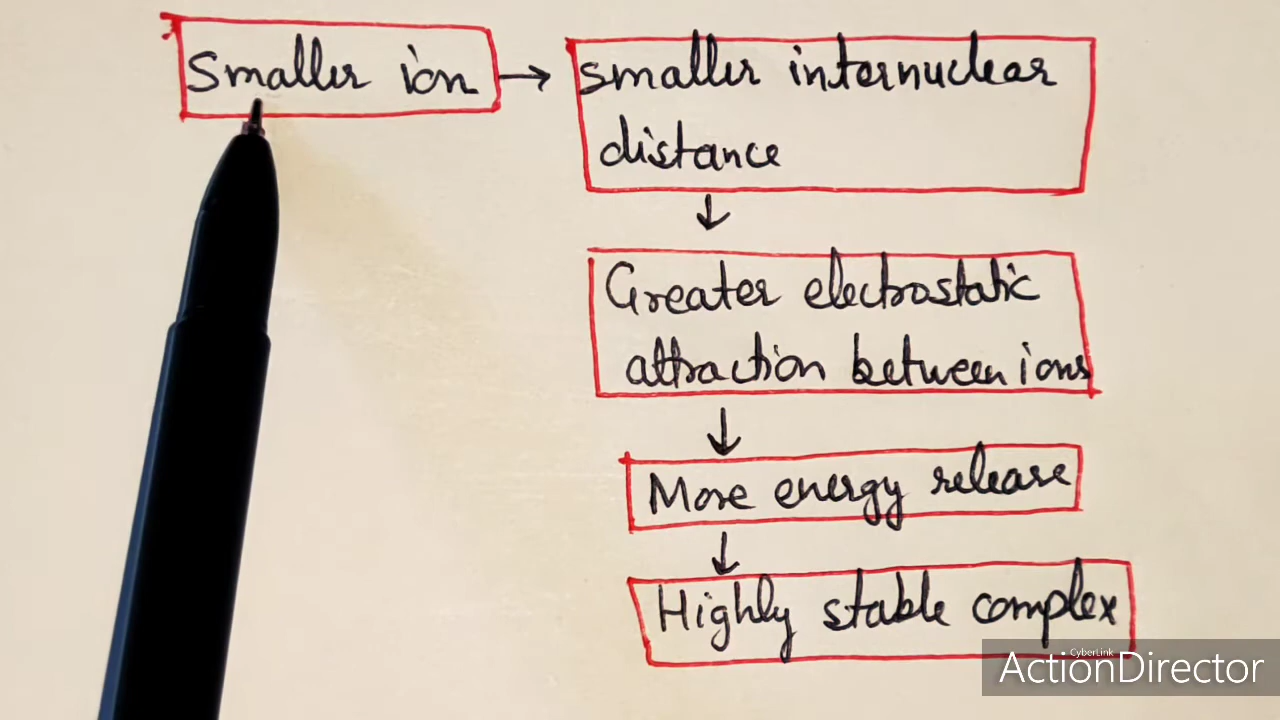 Smaller ion
smaller internuclear
distance
Greater electrostatic
attraction between ions
More energy release
Highly stable complex
CyberLink
ActionDirector